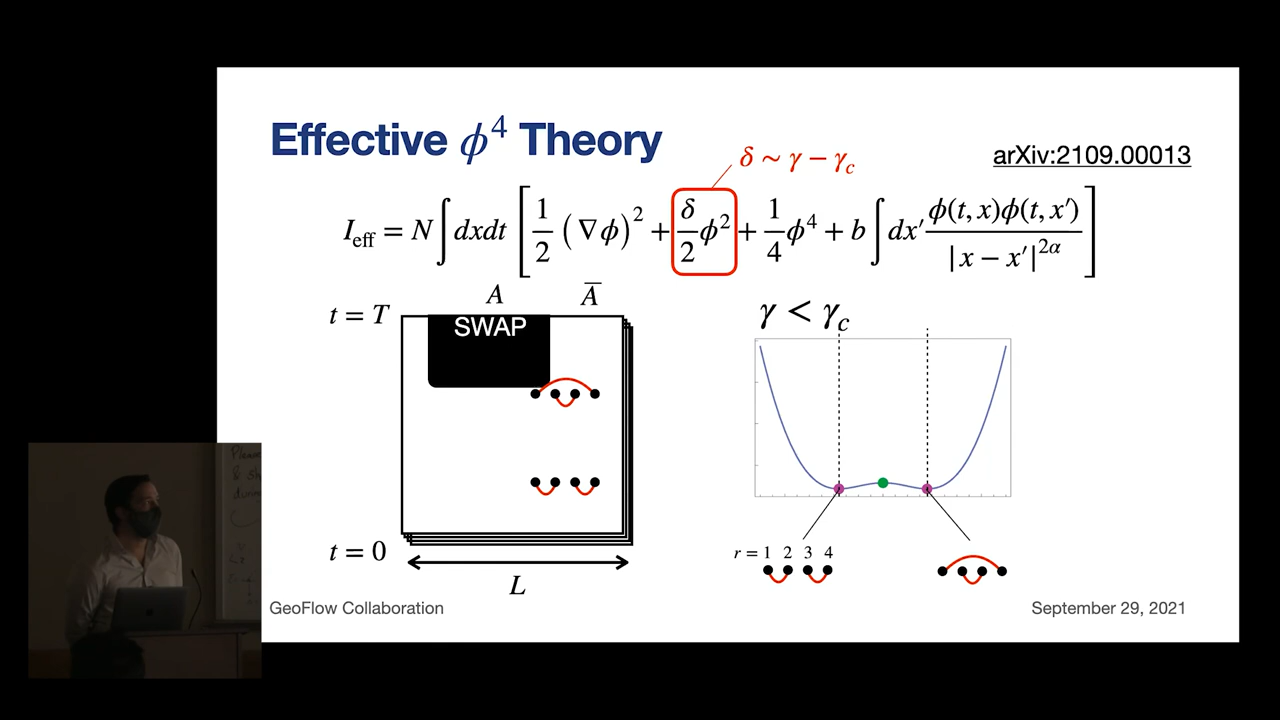 Effective ϕ⁴ Theory
δ ~ γ − γ_c
arXiv:2109.00013
I_eff = N ∫ dxdt [ 1/2 (∇ϕ)² + δ/2 ϕ² + 1/4 ϕ⁴ + b ∫ dx′ ϕ(t, x)ϕ(t, x′) / |x − x′|^{2α} ]
A A̅
t = T
SWAP
γ < γ_c
t = 0
r = 1 2 3 4
L
GeoFlow Collaboration
September 29, 2021